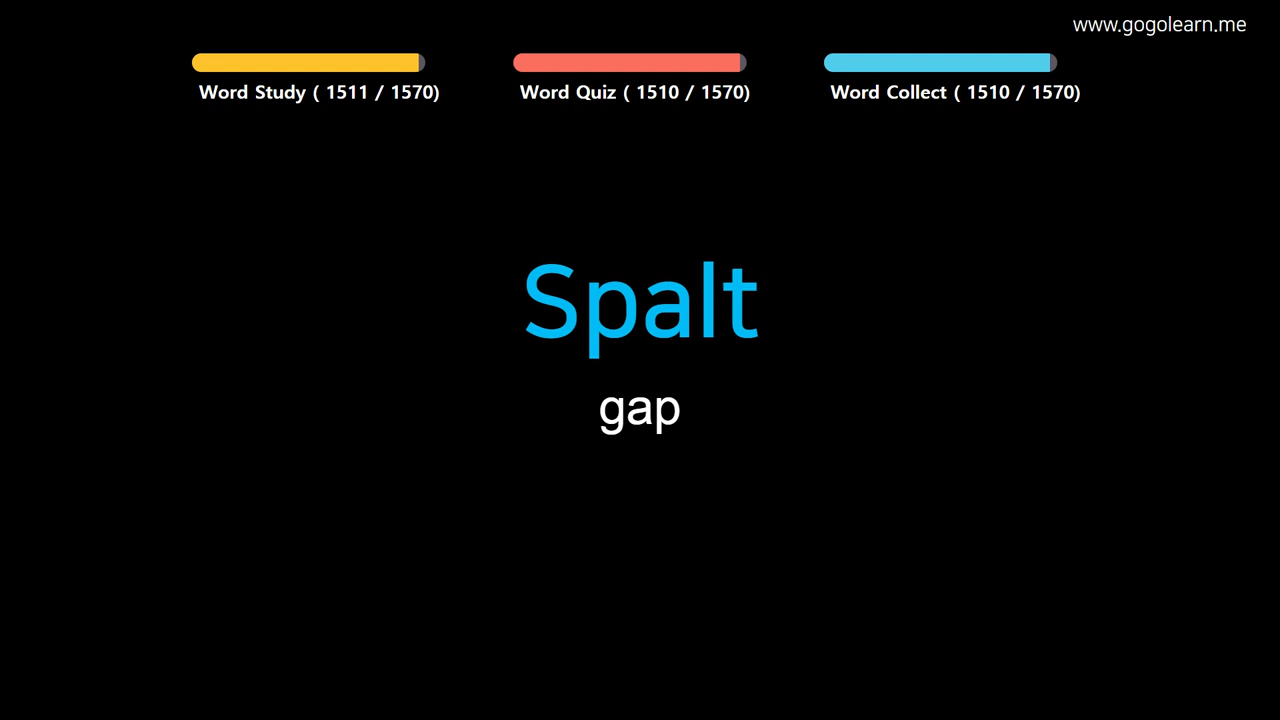 www.gogolearn.me
Word Study ( 1511 / 1570)
Word Quiz ( 1510 / 1570)
Word Collect ( 1510 / 1570)
Spalt
gap